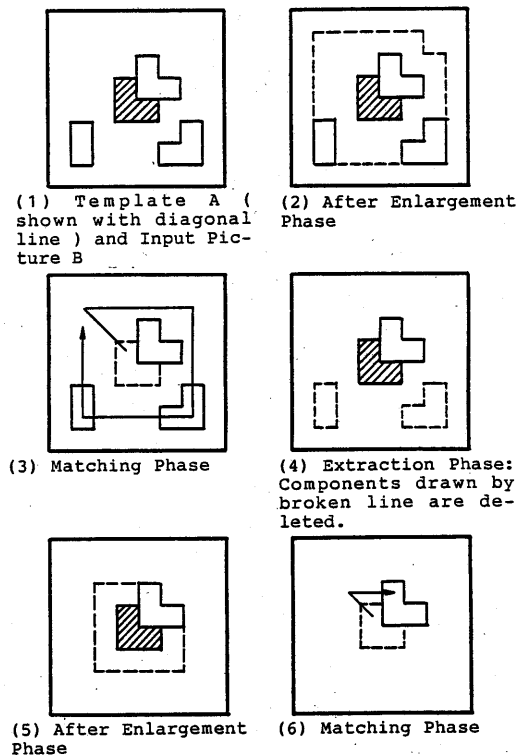 (1) Template A (
shown with diagonal
line ) and Input Pic-
ture B
(2) After Enlargement
Phase
(3) Matching Phase
(4) Extraction Phase:
Components drawn by
broken line are de-
leted.
(5) After Enlargement
Phase
(6) Matching Phase